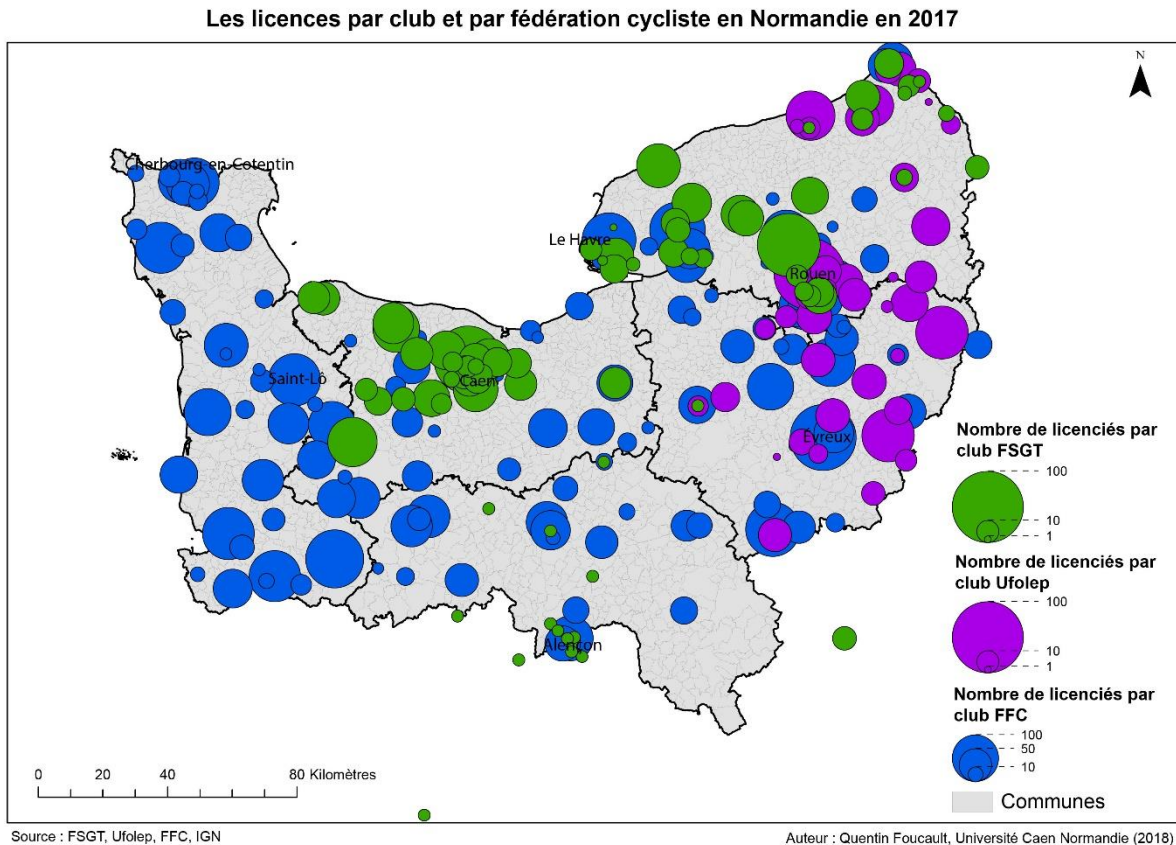 Les licences par club et par fédération cycliste en Normandie en 2017
N
Cherbourg-en-Cotentin
Le Havre
Rouen
Saint-Lô
Caen
Évreux
Alençon
Nombre de licenciés par
club FSGT
100
10
1
Nombre de licenciés par
club Ufolep
100
10
1
Nombre de licenciés par
club FFC
100
50
10
Communes
0 20 40 80 Kilomètres
Source : FSGT, Ufolep, FFC, IGN
Auteur : Quentin Foucault, Université Caen Normandie (2018)